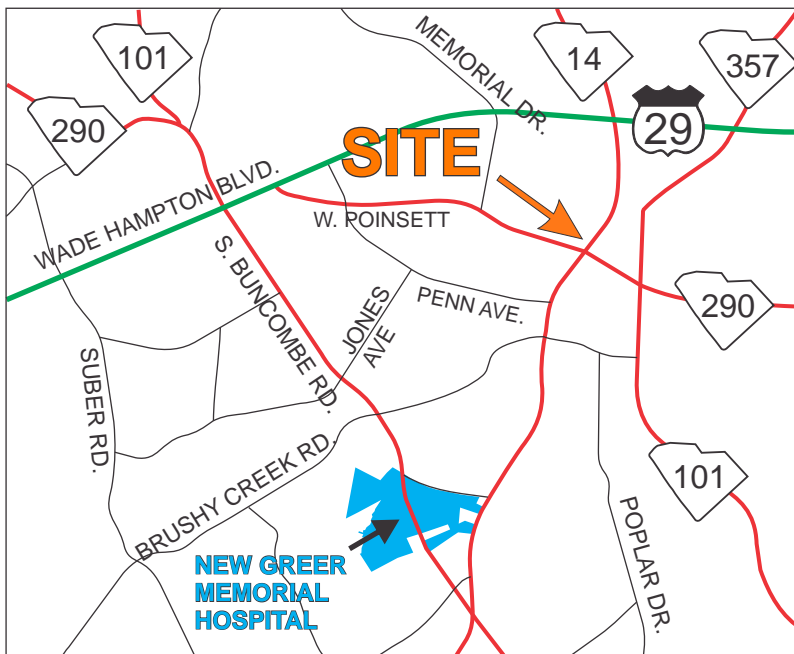 101
14
357
290
MEMORIAL DR.
29
SITE
WADE HAMPTON BLVD.
W. POINSETT
S. BUNCOMBE RD.
JONES
AVE
PENN AVE.
290
SUBER RD.
BRUSHY CREEK RD.
101
POPLAR DR.
NEW GREER
MEMORIAL
HOSPITAL